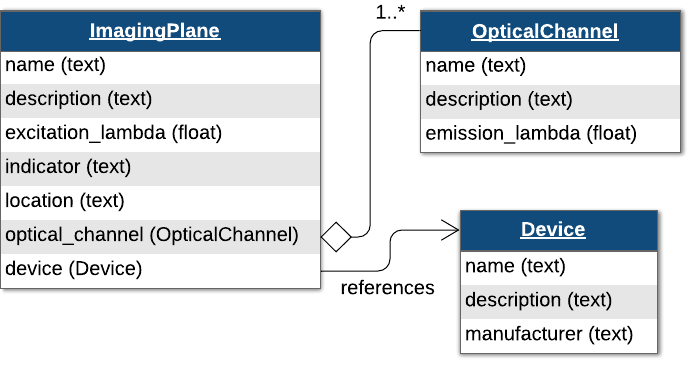 ImagingPlane
name (text)
description (text)
excitation_lambda (float)
indicator (text)
location (text)
optical_channel (OpticalChannel)
device (Device)
1..*
OpticalChannel
name (text)
description (text)
emission_lambda (float)
references
Device
name (text)
description (text)
manufacturer (text)